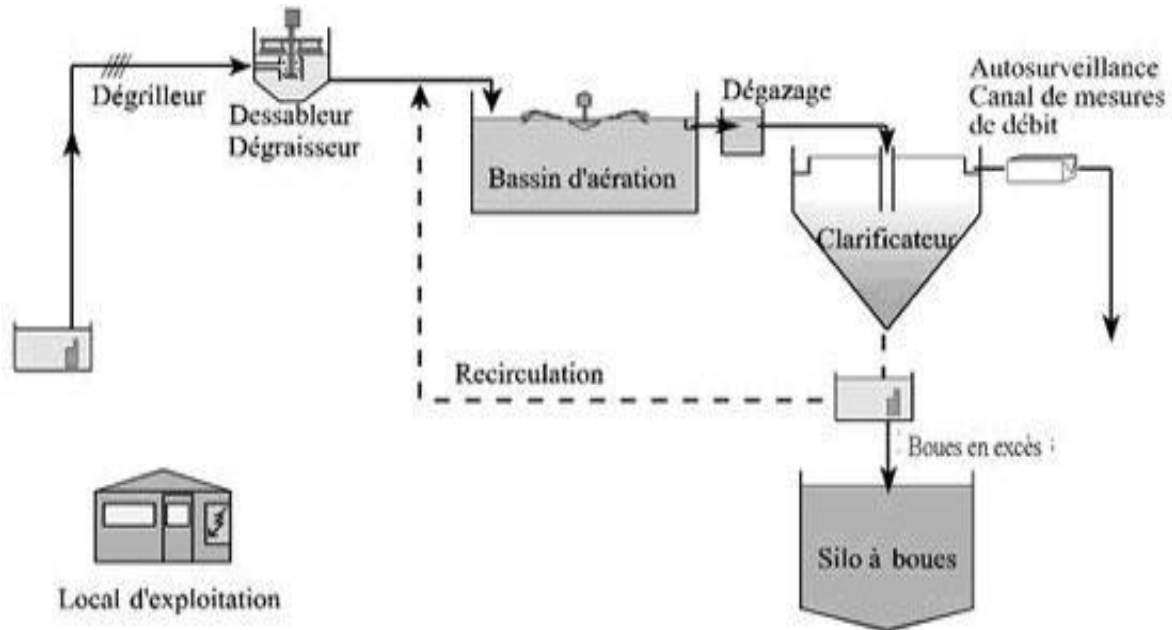 Dégrilleur
Dessableur
Dégraisseur
Bassin d'aération
Dégazage
Autosurveillance
Canal de mesures
de débit
Clarificateur
Recirculation
Boues en excès
Silo à boues
Local d'exploitation